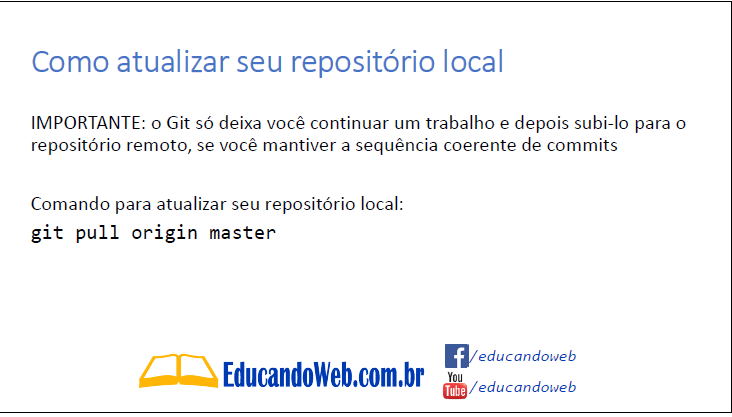 Como atualizar seu repositório local
IMPORTANTE: o Git só deixa você continuar um trabalho e depois subi-lo para o
repositório remoto, se você mantiver a sequência coerente de commits
Comando para atualizar seu repositório local:
git pull origin master
EducandoWeb.com.br
f /educandoweb
You
Tube /educandoweb